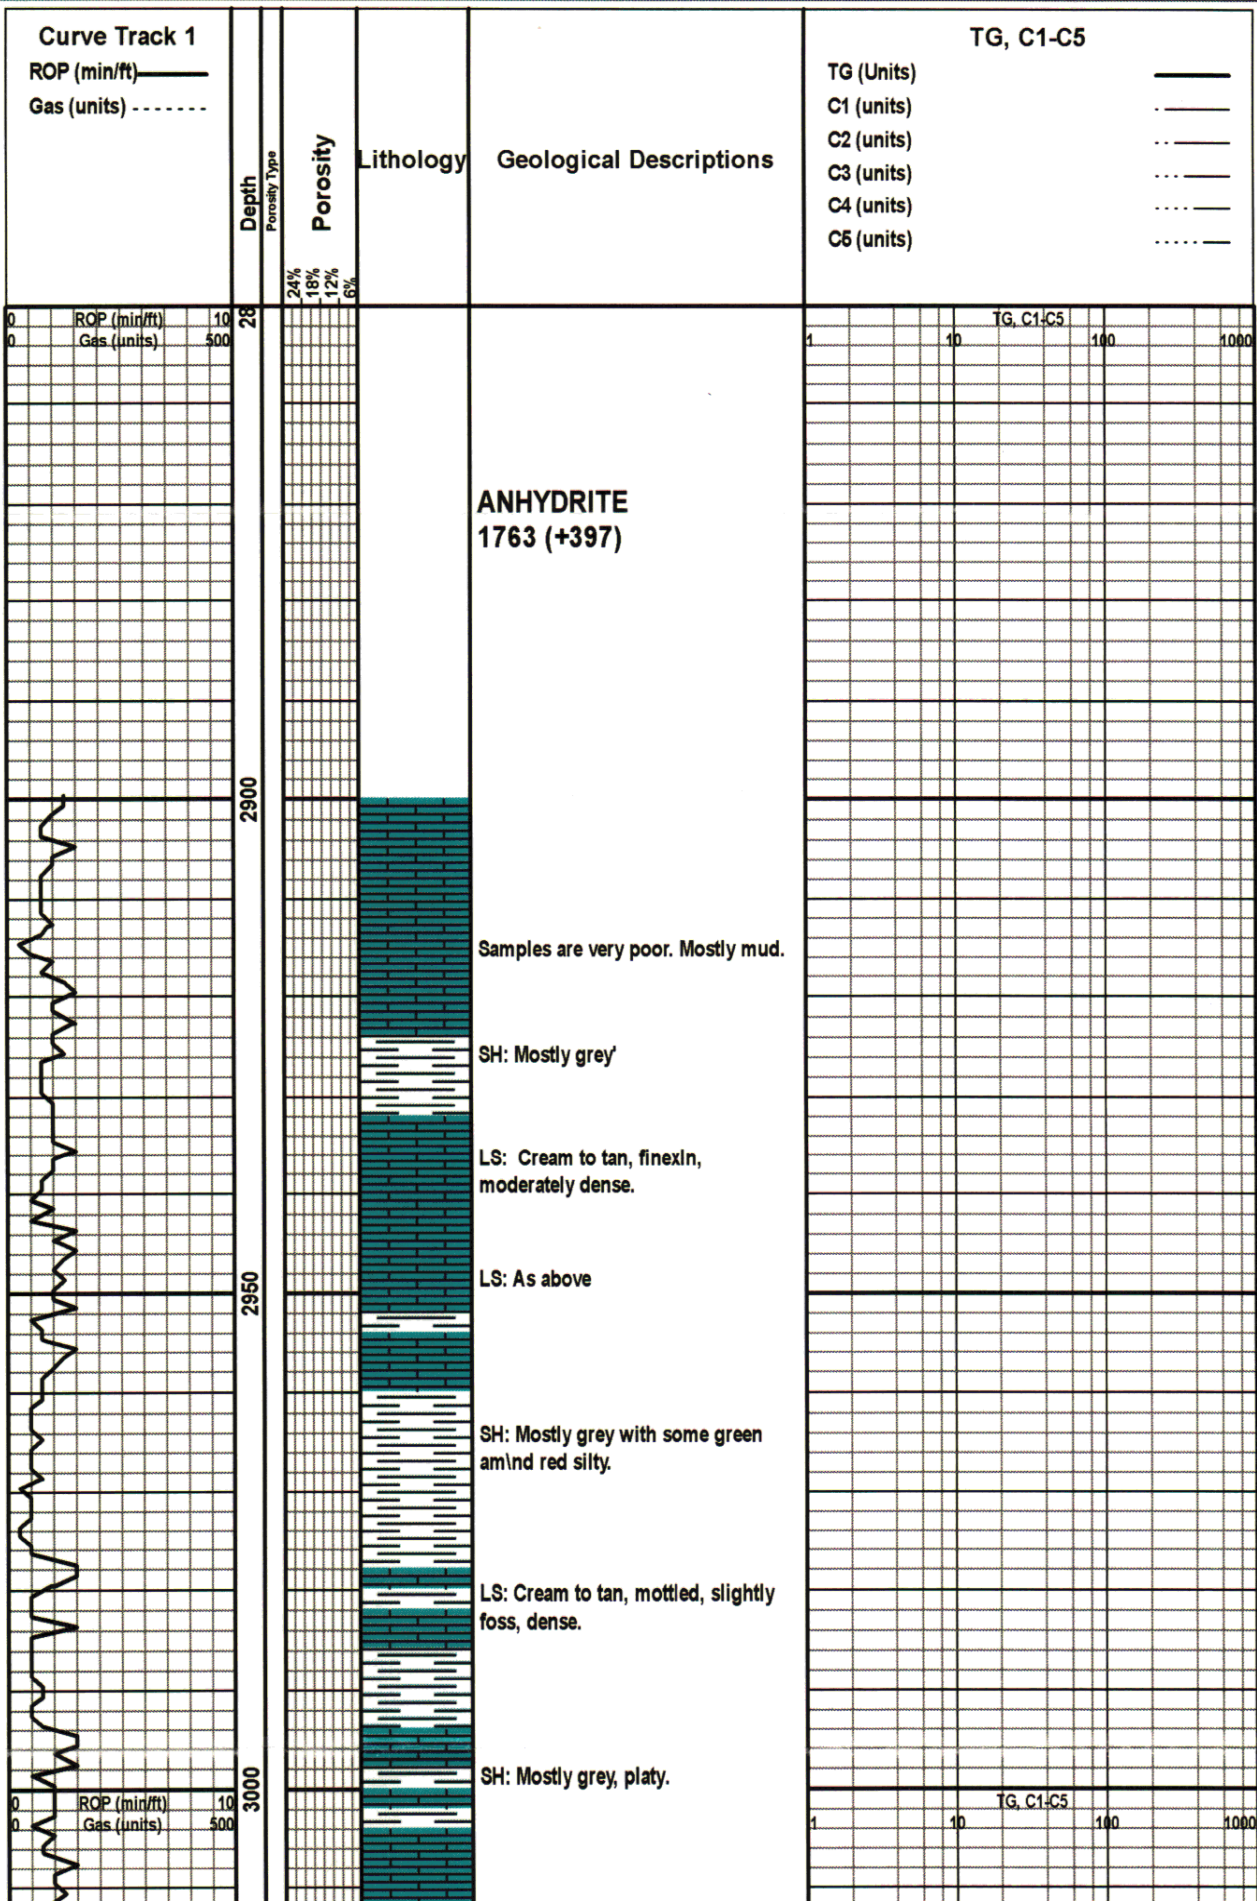 Curve Track 1
ROP (min/ft)
Gas (units)
Depth
Porosity Type
Porosity
24%
18%
12%
6%
Lithology
Geological Descriptions
TG, C1-C5
TG (Units)
C1 (units)
C2 (units)
C3 (units)
C4 (units)
C5 (units)
0 ROP (min/ft) 10
0 Gas (units) 500
28
TG, C1-C5
1 10 100 1000
ANHYDRITE
1763 (+397)
2900
Samples are very poor. Mostly mud.
SH: Mostly grey'
LS: Cream to tan, finexln,
moderately dense.
2950
LS: As above
SH: Mostly grey with some green
am\nd red silty.
LS: Cream to tan, mottled, slightly
foss, dense.
SH: Mostly grey, platy.
3000
0 ROP (min/ft) 10
0 Gas (units) 500
TG, C1-C5
1 10 100 1000